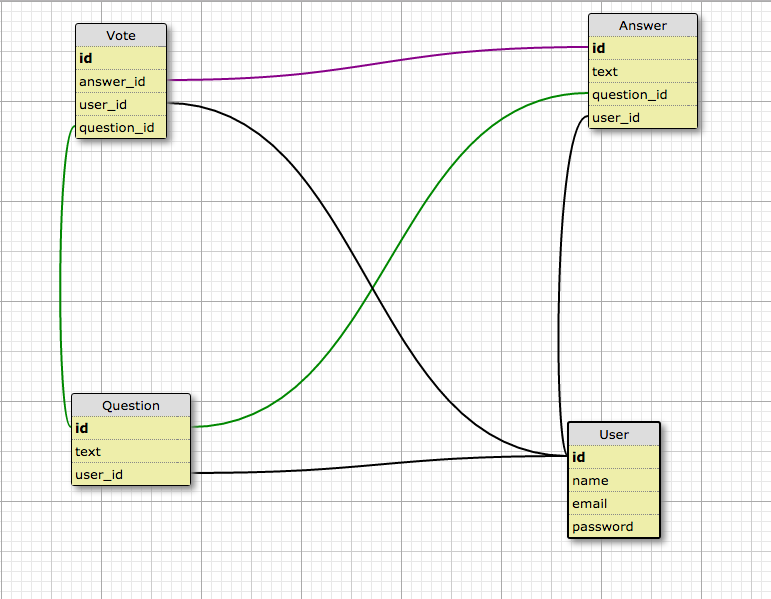 Vote
id
answer_id
user_id
question_id
Answer
id
text
question_id
user_id
Question
id
text
user_id
User
id
name
email
password